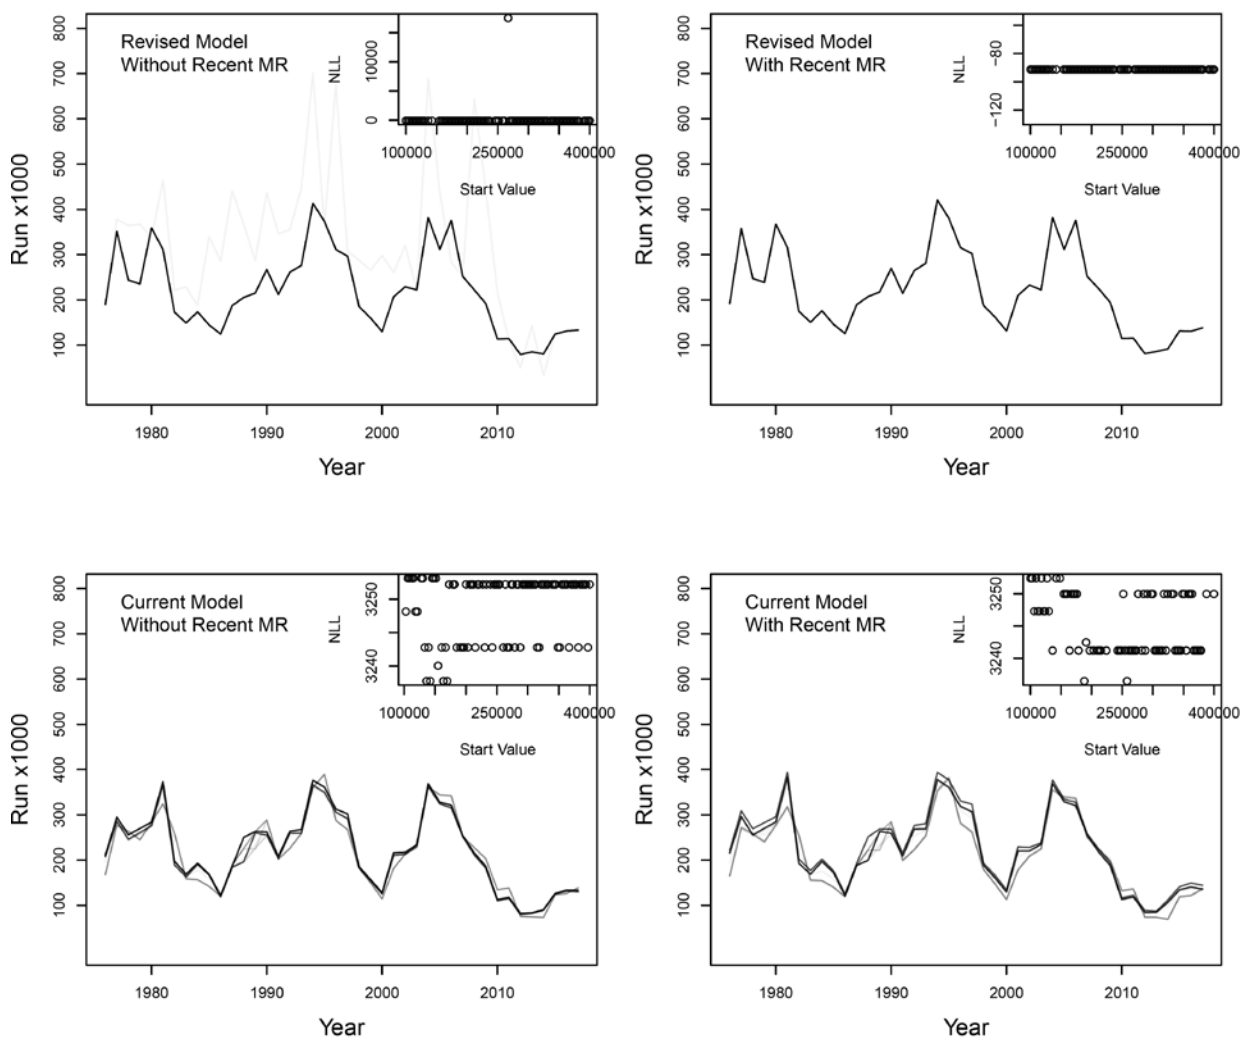 Revised Model
Without Recent MR
Run x1000
800
700
600
500
400
300
200
100
1980
1990
2000
2010
Year
NLL
10000
0
100000
250000
400000
Start Value
Revised Model
With Recent MR
Run x1000
800
700
600
500
400
300
200
100
1980
1990
2000
2010
Year
NLL
-80
-120
100000
250000
400000
Start Value
Current Model
Without Recent MR
Run x1000
800
700
600
500
400
300
200
100
1980
1990
2000
2010
Year
NLL
3250
3240
100000
250000
400000
Start Value
Current Model
With Recent MR
Run x1000
800
700
600
500
400
300
200
100
1980
1990
2000
2010
Year
NLL
3250
3240
100000
250000
400000
Start Value